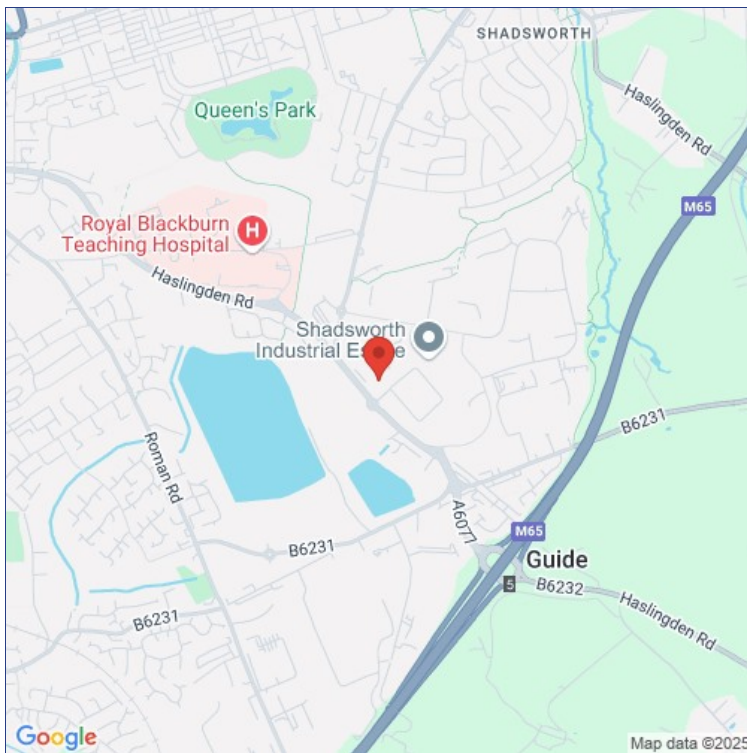 SHADSWORTH
Haslingden Rd
Queen's Park
M65
Royal Blackburn
Teaching Hospital
H
Haslingden Rd
Shadsworth
Industrial Estate
B6231
Roman Rd
A6077
M65
B6231
Guide
5
B6232
B6231
Haslingden Rd
Google
Map data ©2025